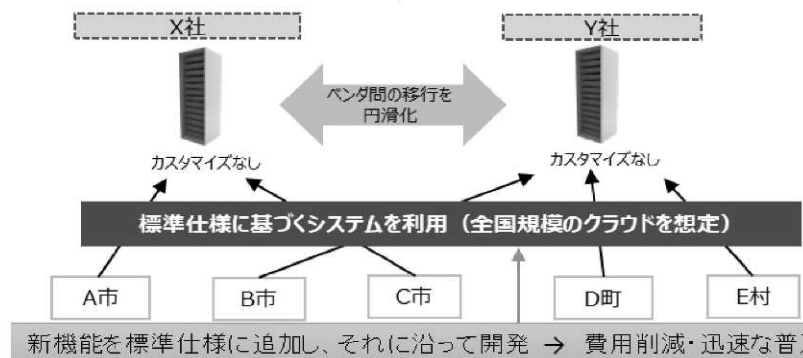 X社
Y社
ベンダ間の移行を
円滑化
カスタマイズなし
カスタマイズなし
標準仕様に基づくシステムを利用（全国規模のクラウドを想定）
A市
B市
C市
D町
E村
新機能を標準仕様に追加し、それに沿って開発 → 費用削減・迅速な普